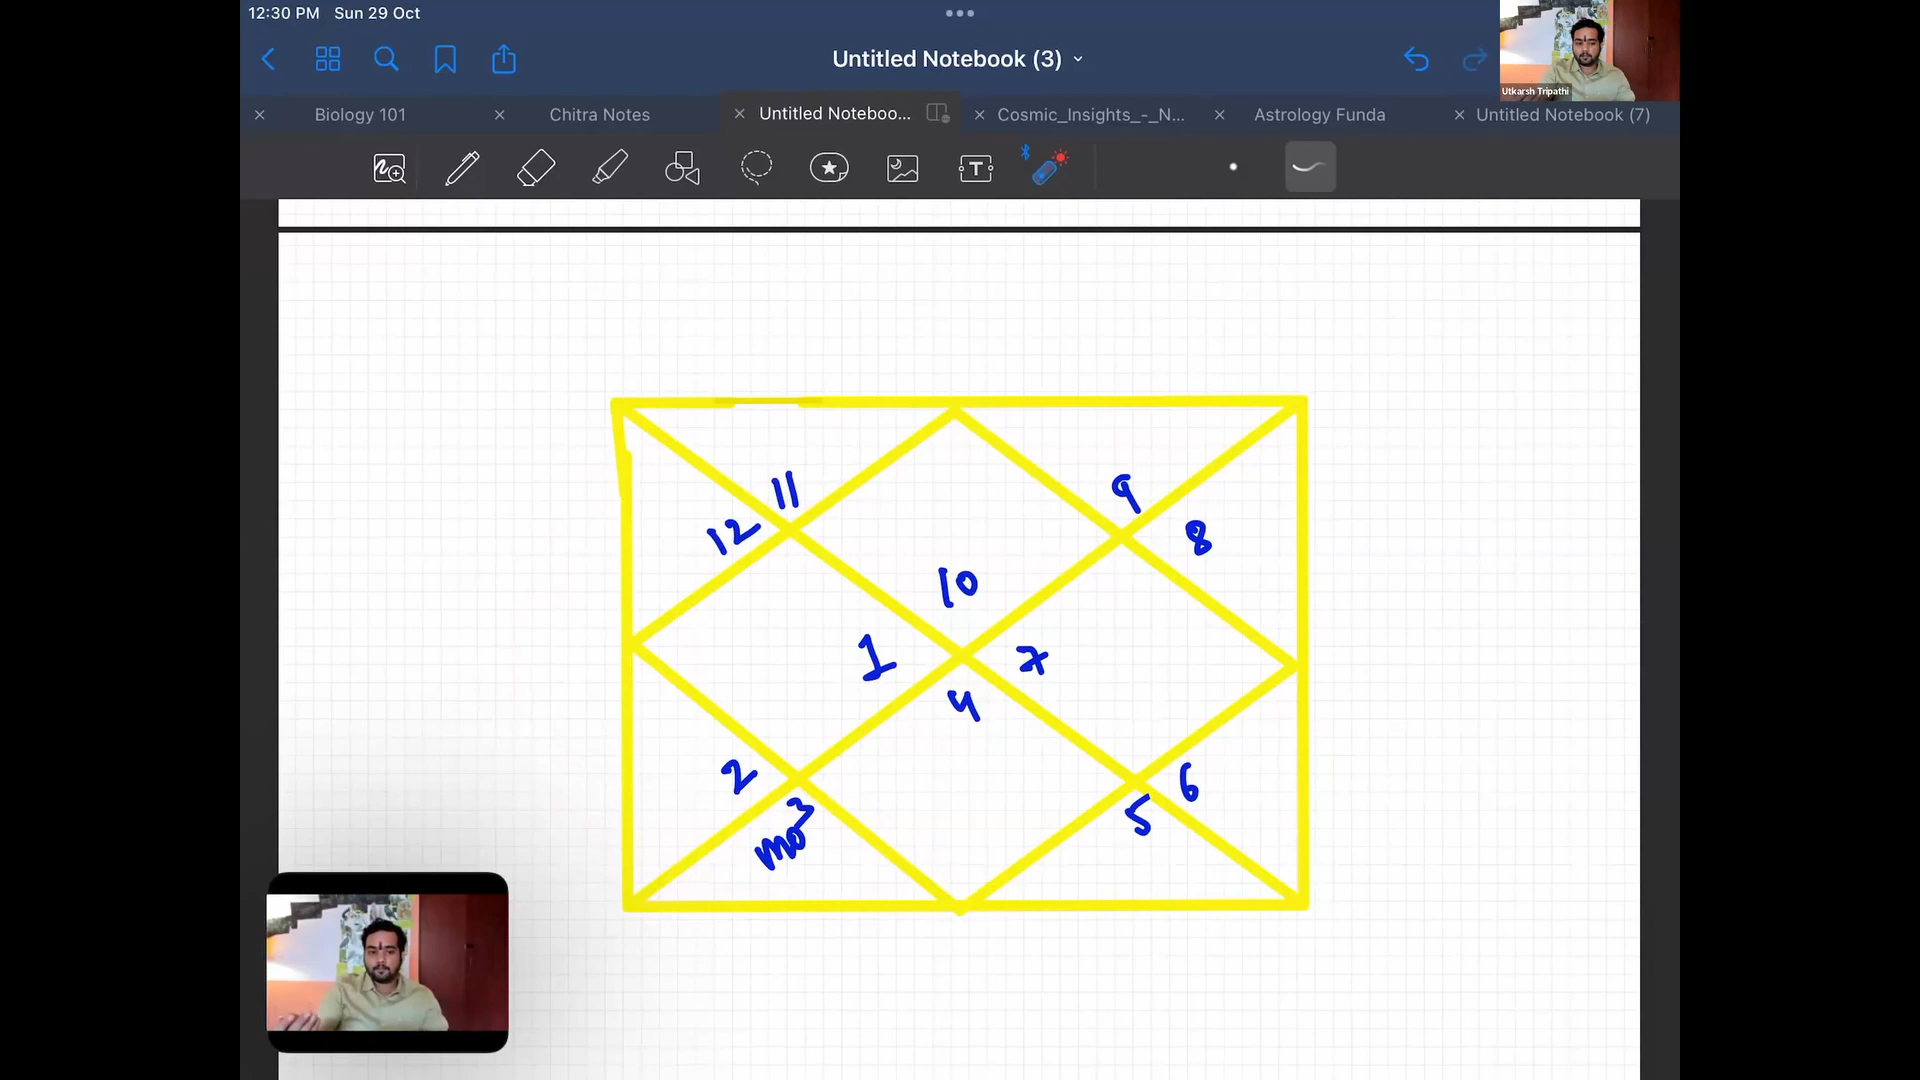 12:30 PM Sun 29 Oct
Untitled Notebook (3)
Utkarsh Tripathi
Biology 101
Chitra Notes
Untitled Noteboo...
Cosmic_Insights_-_N...
Astrology Funda
Untitled Notebook (7)
T
11
9
12
8
10
1
7
4
2
6
3
5
mo